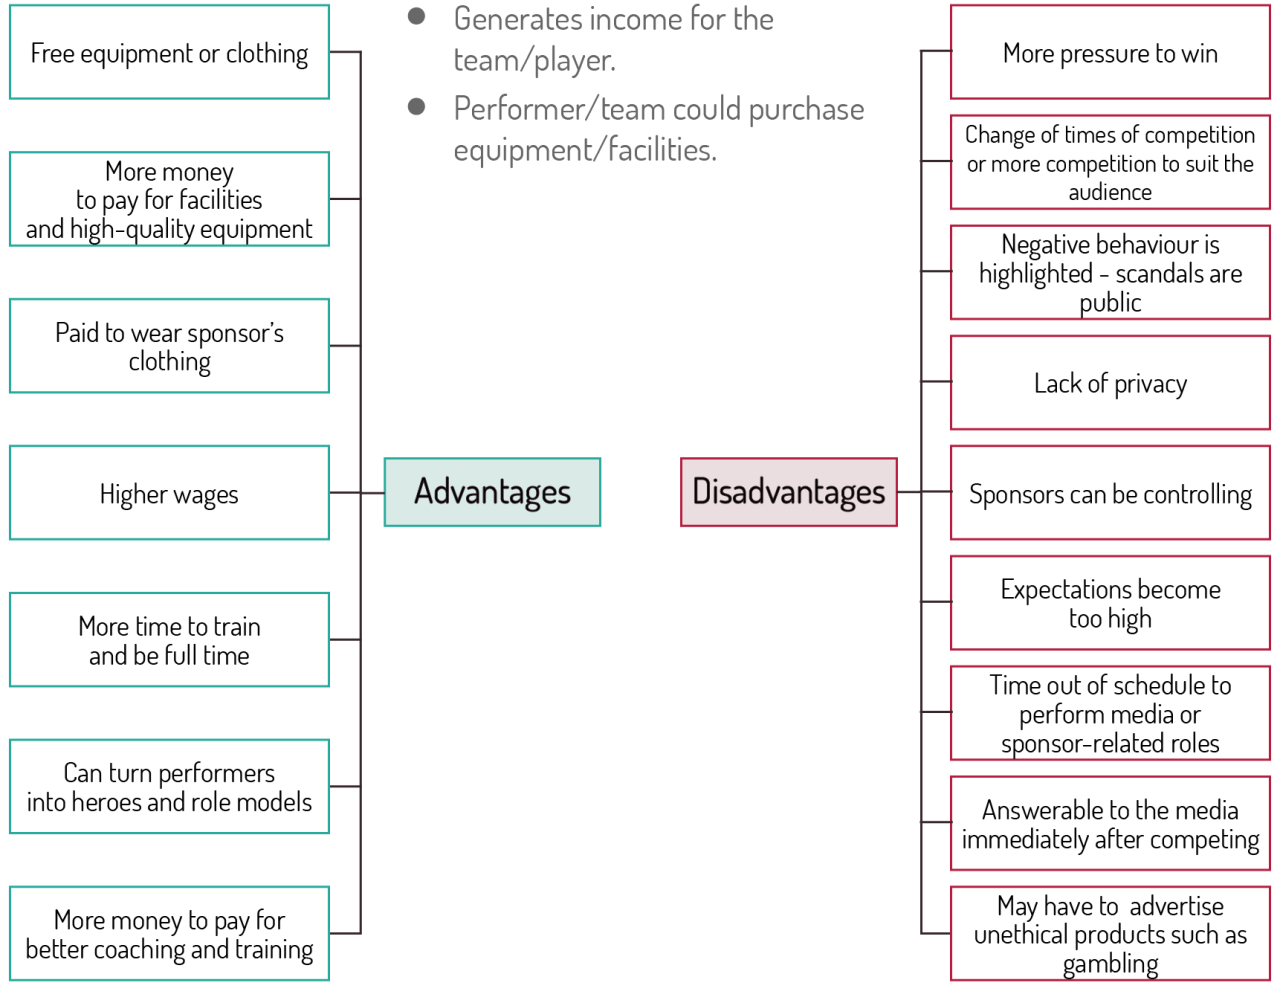 Free equipment or clothing
More money
to pay for facilities
and high-quality equipment
Paid to wear sponsor's
clothing
Higher wages
More time to train
and be full time
Can turn performers
into heroes and role models
More money to pay for
better coaching and training
● Generates income for the
team/player.
● Performer/team could purchase
equipment/facilities.
Advantages
Disadvantages
More pressure to win
Change of times of competition
or more competition to suit the
audience
Negative behaviour is
highlighted - scandals are
public
Lack of privacy
Sponsors can be controlling
Expectations become
too high
Time out of schedule to
perform media or
sponsor-related roles
Answerable to the media
immediately after competing
May have to advertise
unethical products such as
gambling